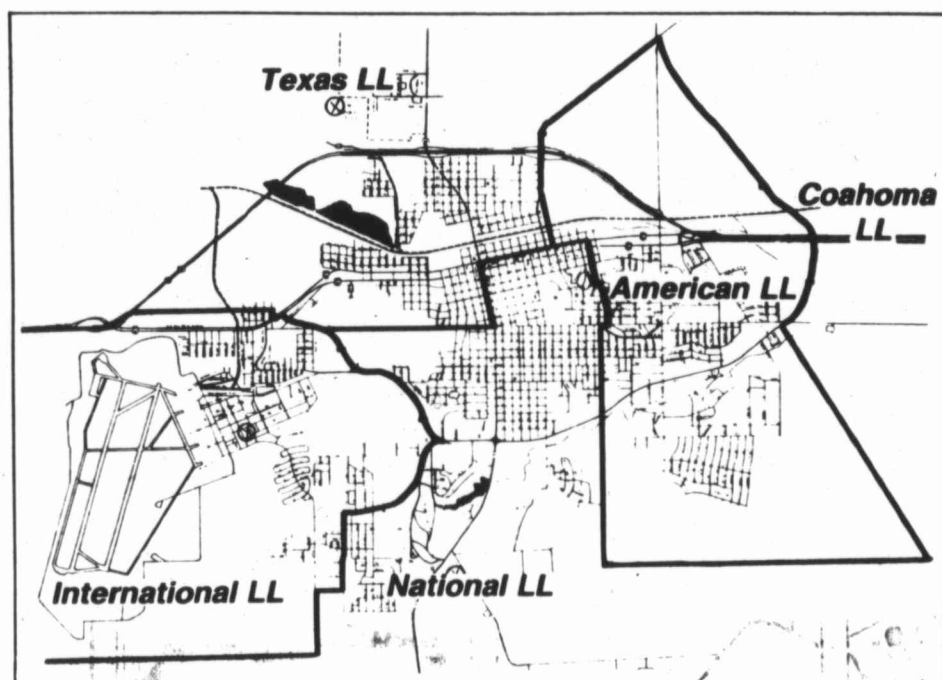 Texas LL
Coahoma
LL
American LL
International LL
National LL